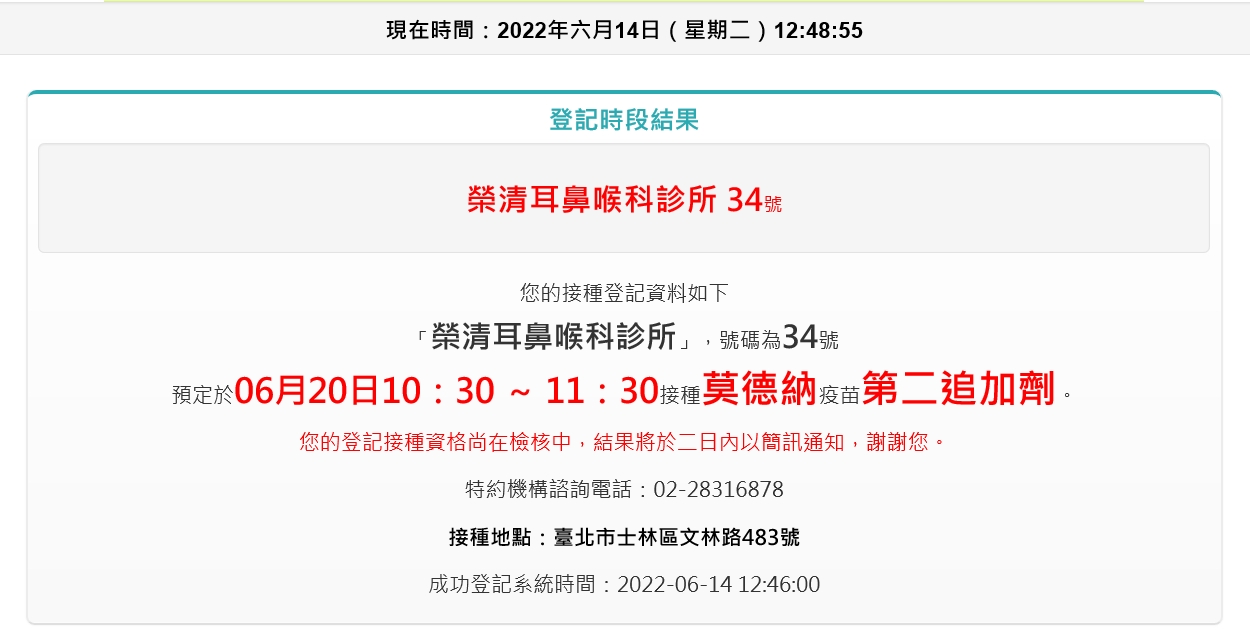 現在時間：2022年六月14日 ( 星期二 ) 12:48:55
登記時段結果
榮清耳鼻喉科診所 34號
您的接種登記資料如下
「榮清耳鼻喉科診所」，號碼為34號
預定於06月20日10：30 ~ 11：30接種莫德納疫苗第二追加劑。
您的登記接種資格尚在檢核中，結果將於二日內以簡訊通知，謝謝您。
特約機構諮詢電話：02-28316878
接種地點：臺北市士林區文林路483號
成功登記系統時間：2022-06-14 12:46:00